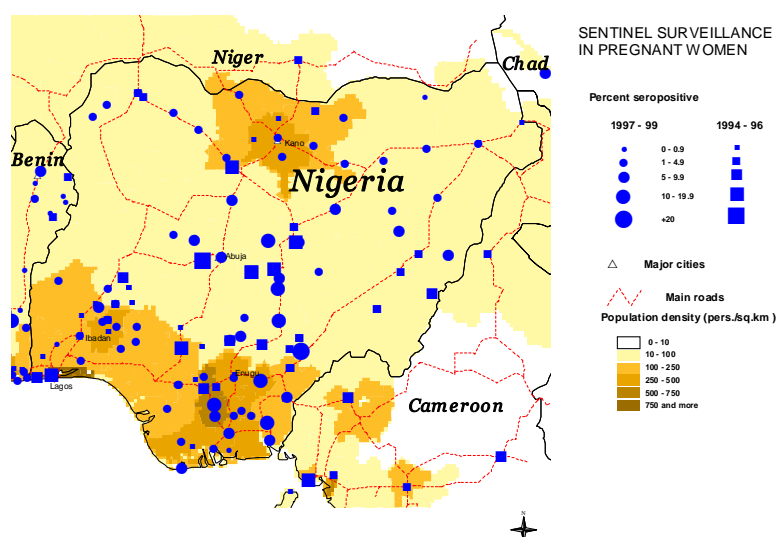 SENTINEL SURVEILLANCE
IN PREGNANT WOMEN
Percent seropositive
1997 - 99
1994 - 96
0 - 0.9
1 - 4.9
5 - 9.9
10 - 19.9
+20
Major cities
Main roads
Population density (pers./sq.km )
0 - 10
10 - 100
100 - 250
250 - 500
500 - 750
750 and more
Niger
Chad
Benin
Kano
Nigeria
Abuja
Ibadan
Enugu
Lagos
Cameroon
N